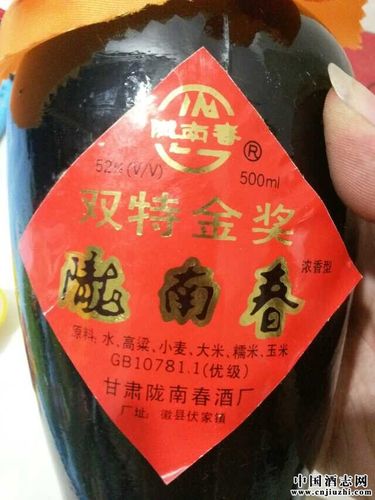 陇南春
®
52%(V/V)
500ml
双特金奖
陇南春
浓香型
原料:水、高粱、小麦、大米、糯米、玉米
GB10781.1(优级)
甘肃陇南春酒厂
厂址:徽县伏家镇
中国酒志网
www.cnjiuzhi.com